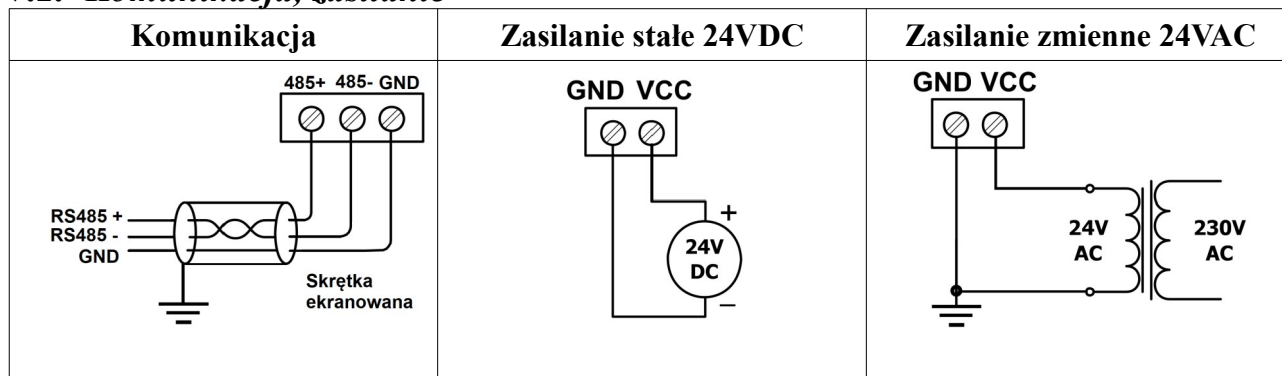 Komunikacja
Zasilanie stałe 24VDC
Zasilanie zmienne 24VAC
485+ 485- GND
RS485 +
RS485 -
GND
Skrętka
ekranowana
GND VCC
+
24V
DC
−
GND VCC
24V
AC
230V
AC